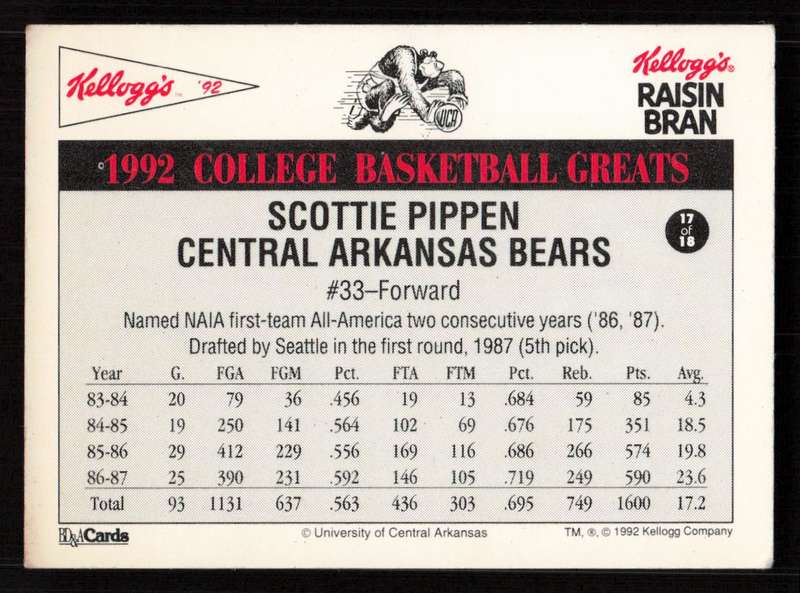 Kellogg's™ '92
UCA
Kellogg's®
RAISIN
BRAN
1992 COLLEGE BASKETBALL GREATS
SCOTTIE PIPPEN
CENTRAL ARKANSAS BEARS
17
of
18
#33–Forward
Named NAIA first-team All-America two consecutive years ('86, '87).
Drafted by Seattle in the first round, 1987 (5th pick).
Year G. FGA FGM Pct. FTA FTM Pct. Reb. Pts. Avg.
83-84 20 79 36 .456 19 13 .684 59 85 4.3
84-85 19 250 141 .564 102 69 .676 175 351 18.5
85-86 29 412 229 .556 169 116 .686 266 574 19.8
86-87 25 390 231 .592 146 105 .719 249 590 23.6
Total 93 1131 637 .563 436 303 .695 749 1600 17.2
BD&A Cards
© University of Central Arkansas
TM, ®, © 1992 Kellogg Company